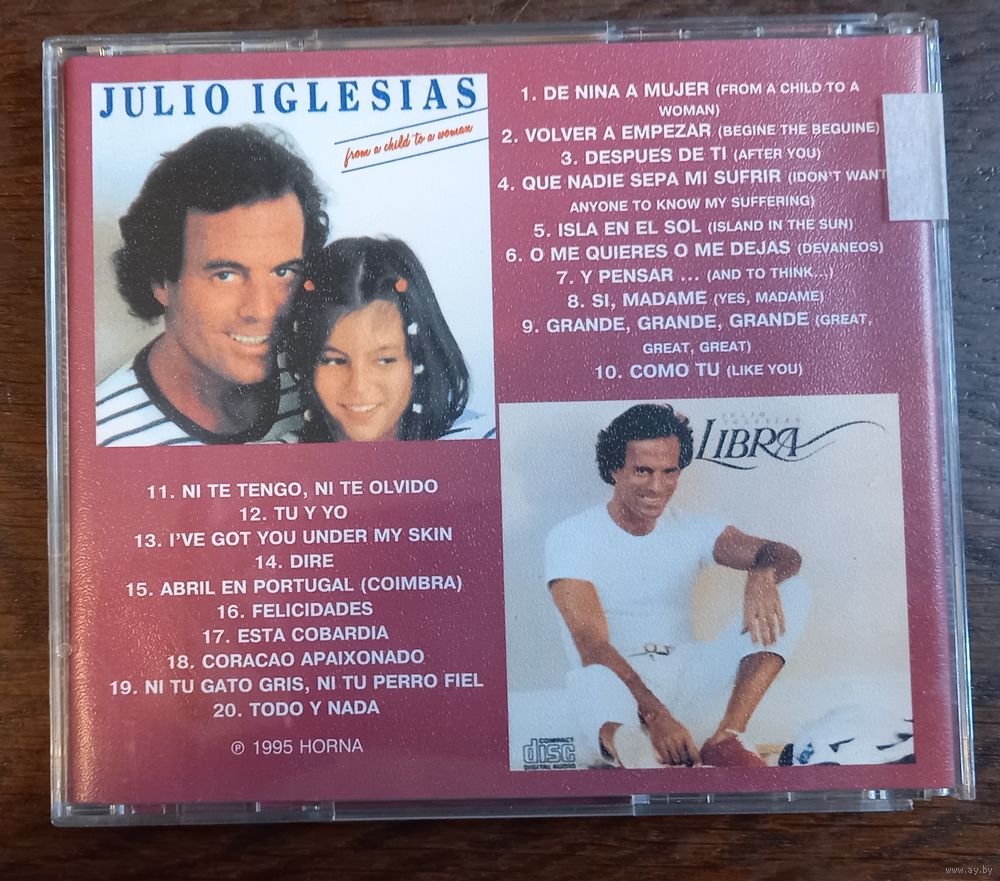 JULIO IGLESIAS
from a child to a woman
1. DE NINA A MUJER (FROM A CHILD TO A
WOMAN)
2. VOLVER A EMPEZAR (BEGINE THE BEGUINE)
3. DESPUES DE TI (AFTER YOU)
4. QUE NADIE SEPA MI SUFRIR (IDON'T WANT
ANYONE TO KNOW MY SUFFERING)
5. ISLA EN EL SOL (ISLAND IN THE SUN)
6. O ME QUIERES O ME DEJAS (DEVANEOS)
7. Y PENSAR ... (AND TO THINK...)
8. SI, MADAME (YES, MADAME)
9. GRANDE, GRANDE, GRANDE (GREAT,
GREAT, GREAT)
10. COMO TU (LIKE YOU)
JULIO
IGLESIAS
LIBRA
11. NI TE TENGO, NI TE OLVIDO
12. TU Y YO
13. I'VE GOT YOU UNDER MY SKIN
14. DIRE
15. ABRIL EN PORTUGAL (COIMBRA)
16. FELICIDADES
17. ESTA COBARDIA
18. CORACAO APAIXONADO
19. NI TU GATO GRIS, NI TU PERRO FIEL
20. TODO Y NADA
℗ 1995 HORNA
COMPACT
disc
DIGITAL AUDIO
www.ay.by